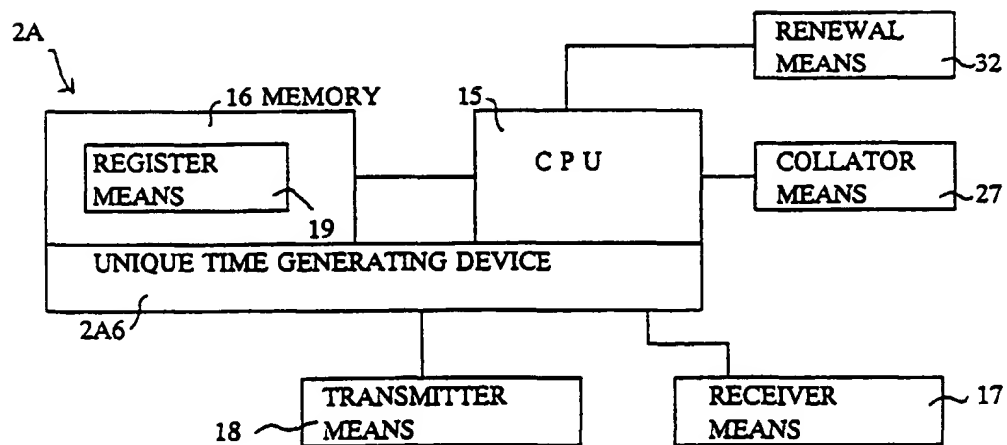 2A
RENEWAL
MEANS
32
16 MEMORY
15
REGISTER
MEANS
19
C P U
COLLATOR
MEANS
27
UNIQUE TIME GENERATING DEVICE
2A6
TRANSMITTER
MEANS
18
RECEIVER
MEANS
17